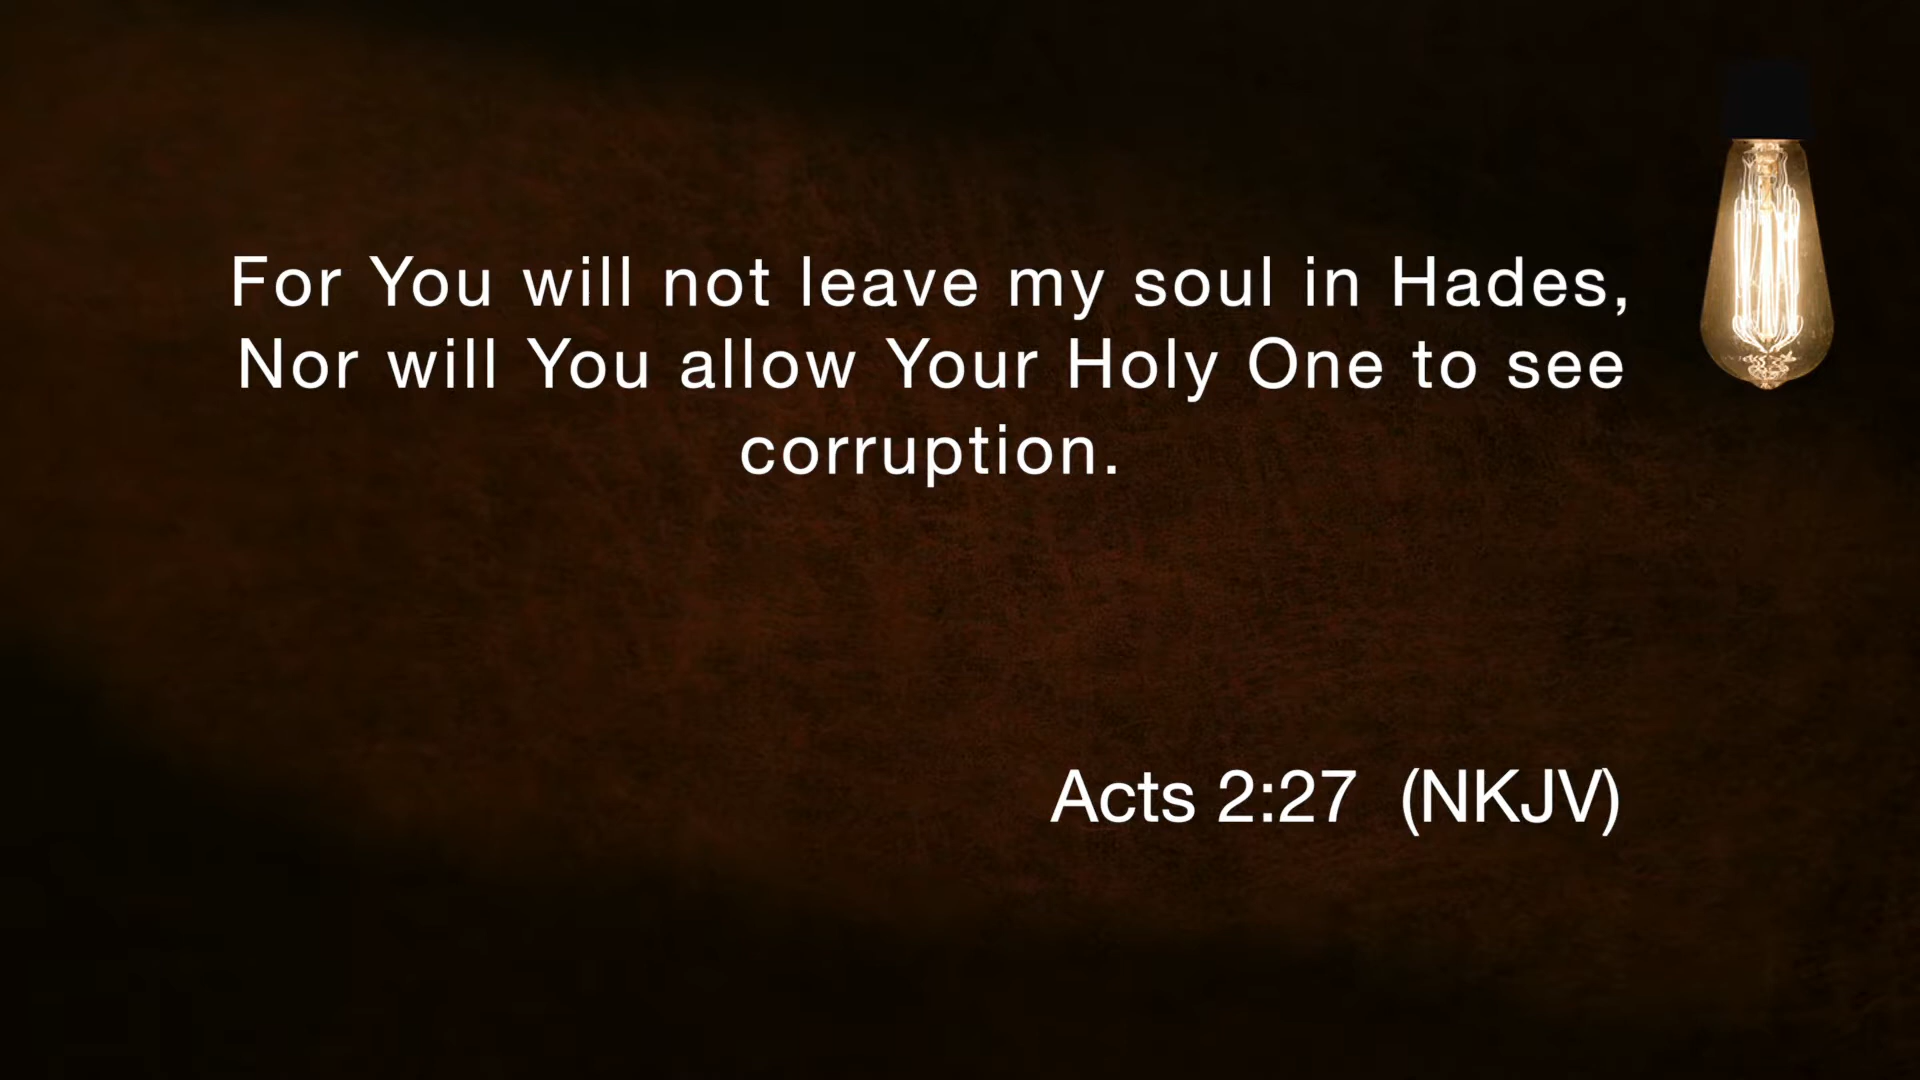 For You will not leave my soul in Hades,
Nor will You allow Your Holy One to see
corruption.
Acts 2:27 (NKJV)